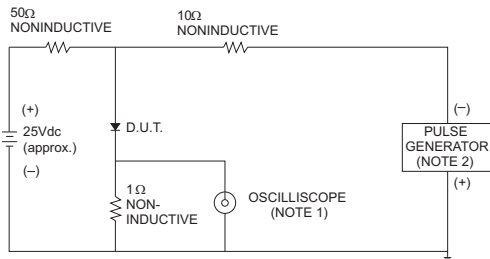 50Ω
NONINDUCTIVE
10Ω
NONINDUCTIVE
(+)
25Vdc
(approx.)
(–)
D.U.T.
1Ω
NON-
INDUCTIVE
OSCILLISCOPE
(NOTE 1)
(–)
PULSE
GENERATOR
(NOTE 2)
(+)